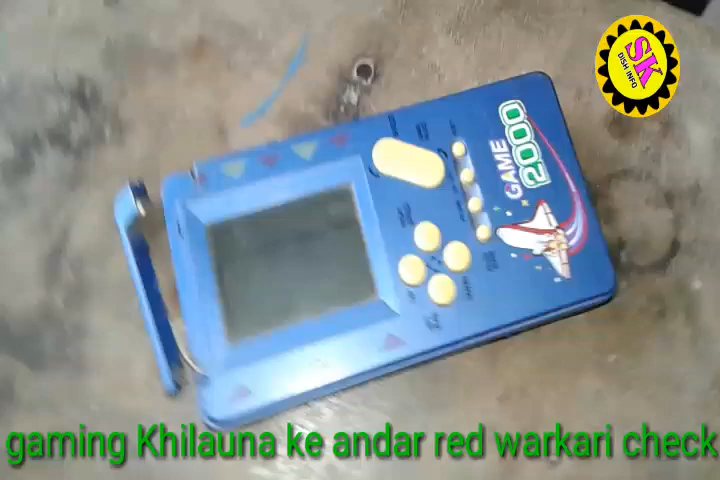 SK
DISH INFO
GAME
2000
gaming Khilauna ke andar red warkari check